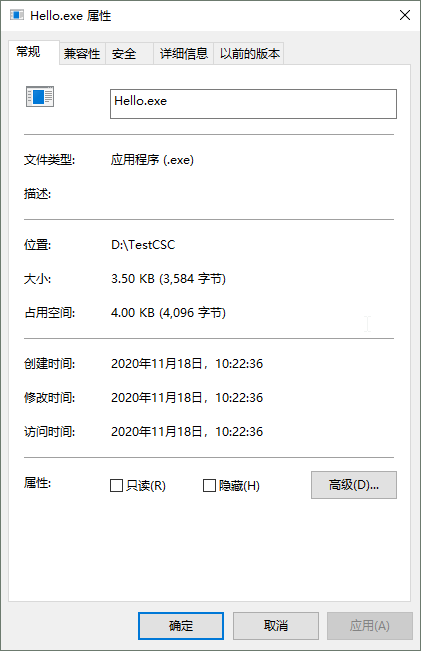 Hello.exe 属性
常规 兼容性 安全 详细信息 以前的版本
Hello.exe
文件类型: 应用程序 (.exe)
描述:
位置: D:\TestCSC
大小: 3.50 KB (3,584 字节)
占用空间: 4.00 KB (4,096 字节)
创建时间: 2020年11月18日，10:22:36
修改时间: 2020年11月18日，10:22:36
访问时间: 2020年11月18日，10:22:36
属性: 只读(R) 隐藏(H) 高级(D)...
确定 取消 应用(A)